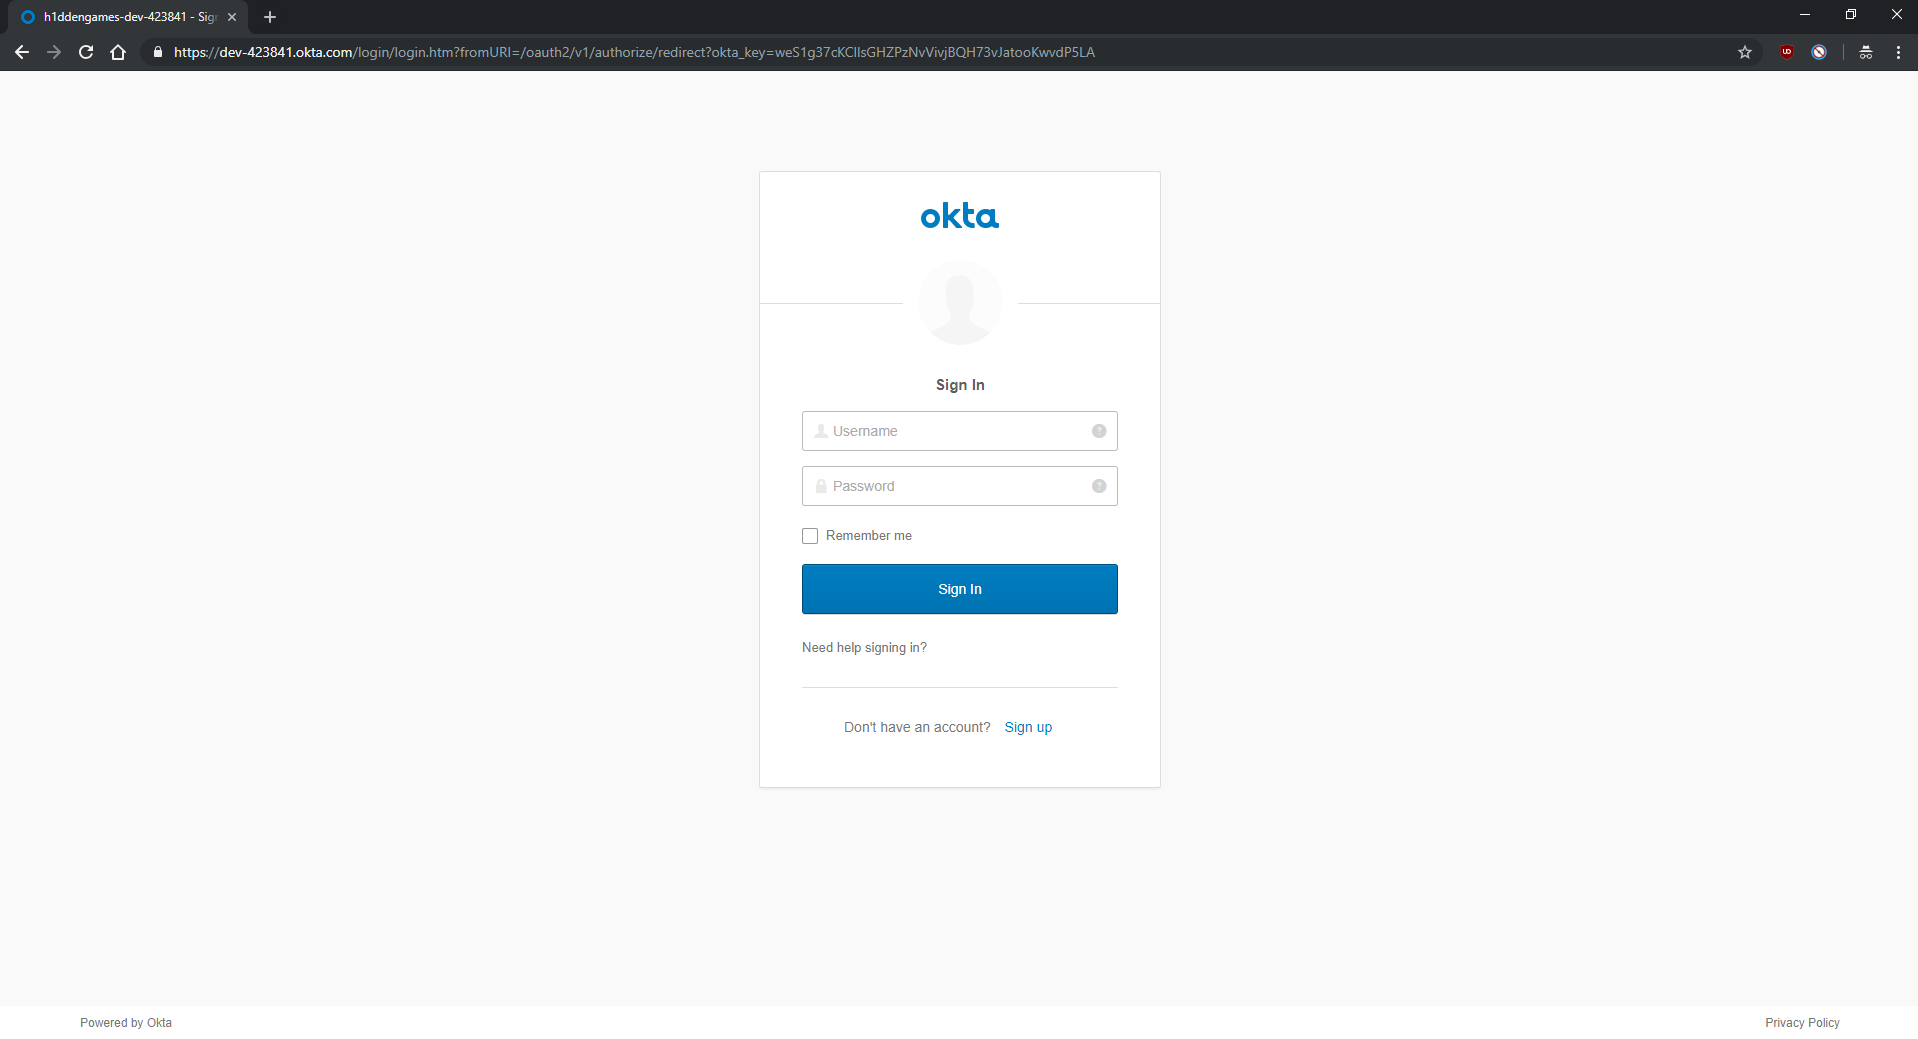 h1ddengames-dev-423841 - Sig
https://dev-423841.okta.com/login/login.htm?fromURI=/oauth2/v1/authorize/redirect?okta_key=weS1g37cKCIlsGHZPzNvVivjBQH73vJatooKwvdP5LA
okta
Sign In
Username
Password
Remember me
Sign In
Need help signing in?
Don't have an account? Sign up
Powered by Okta
Privacy Policy